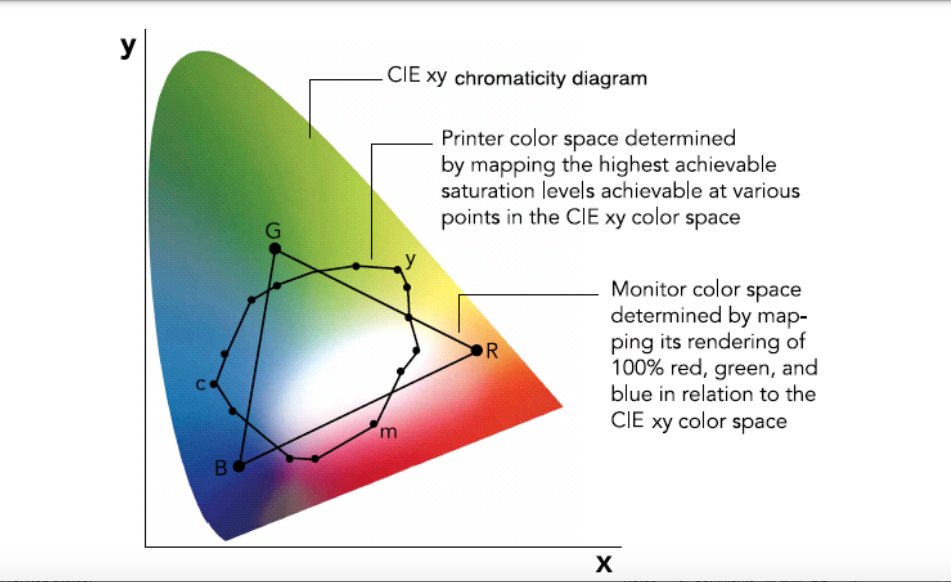 y
CIE xy chromaticity diagram
Printer color space determined
by mapping the highest achievable
saturation levels achievable at various
points in the CIE xy color space
G
y
Monitor color space
determined by map-
ping its rendering of
100% red, green, and
blue in relation to the
CIE xy color space
R
c
m
B
x